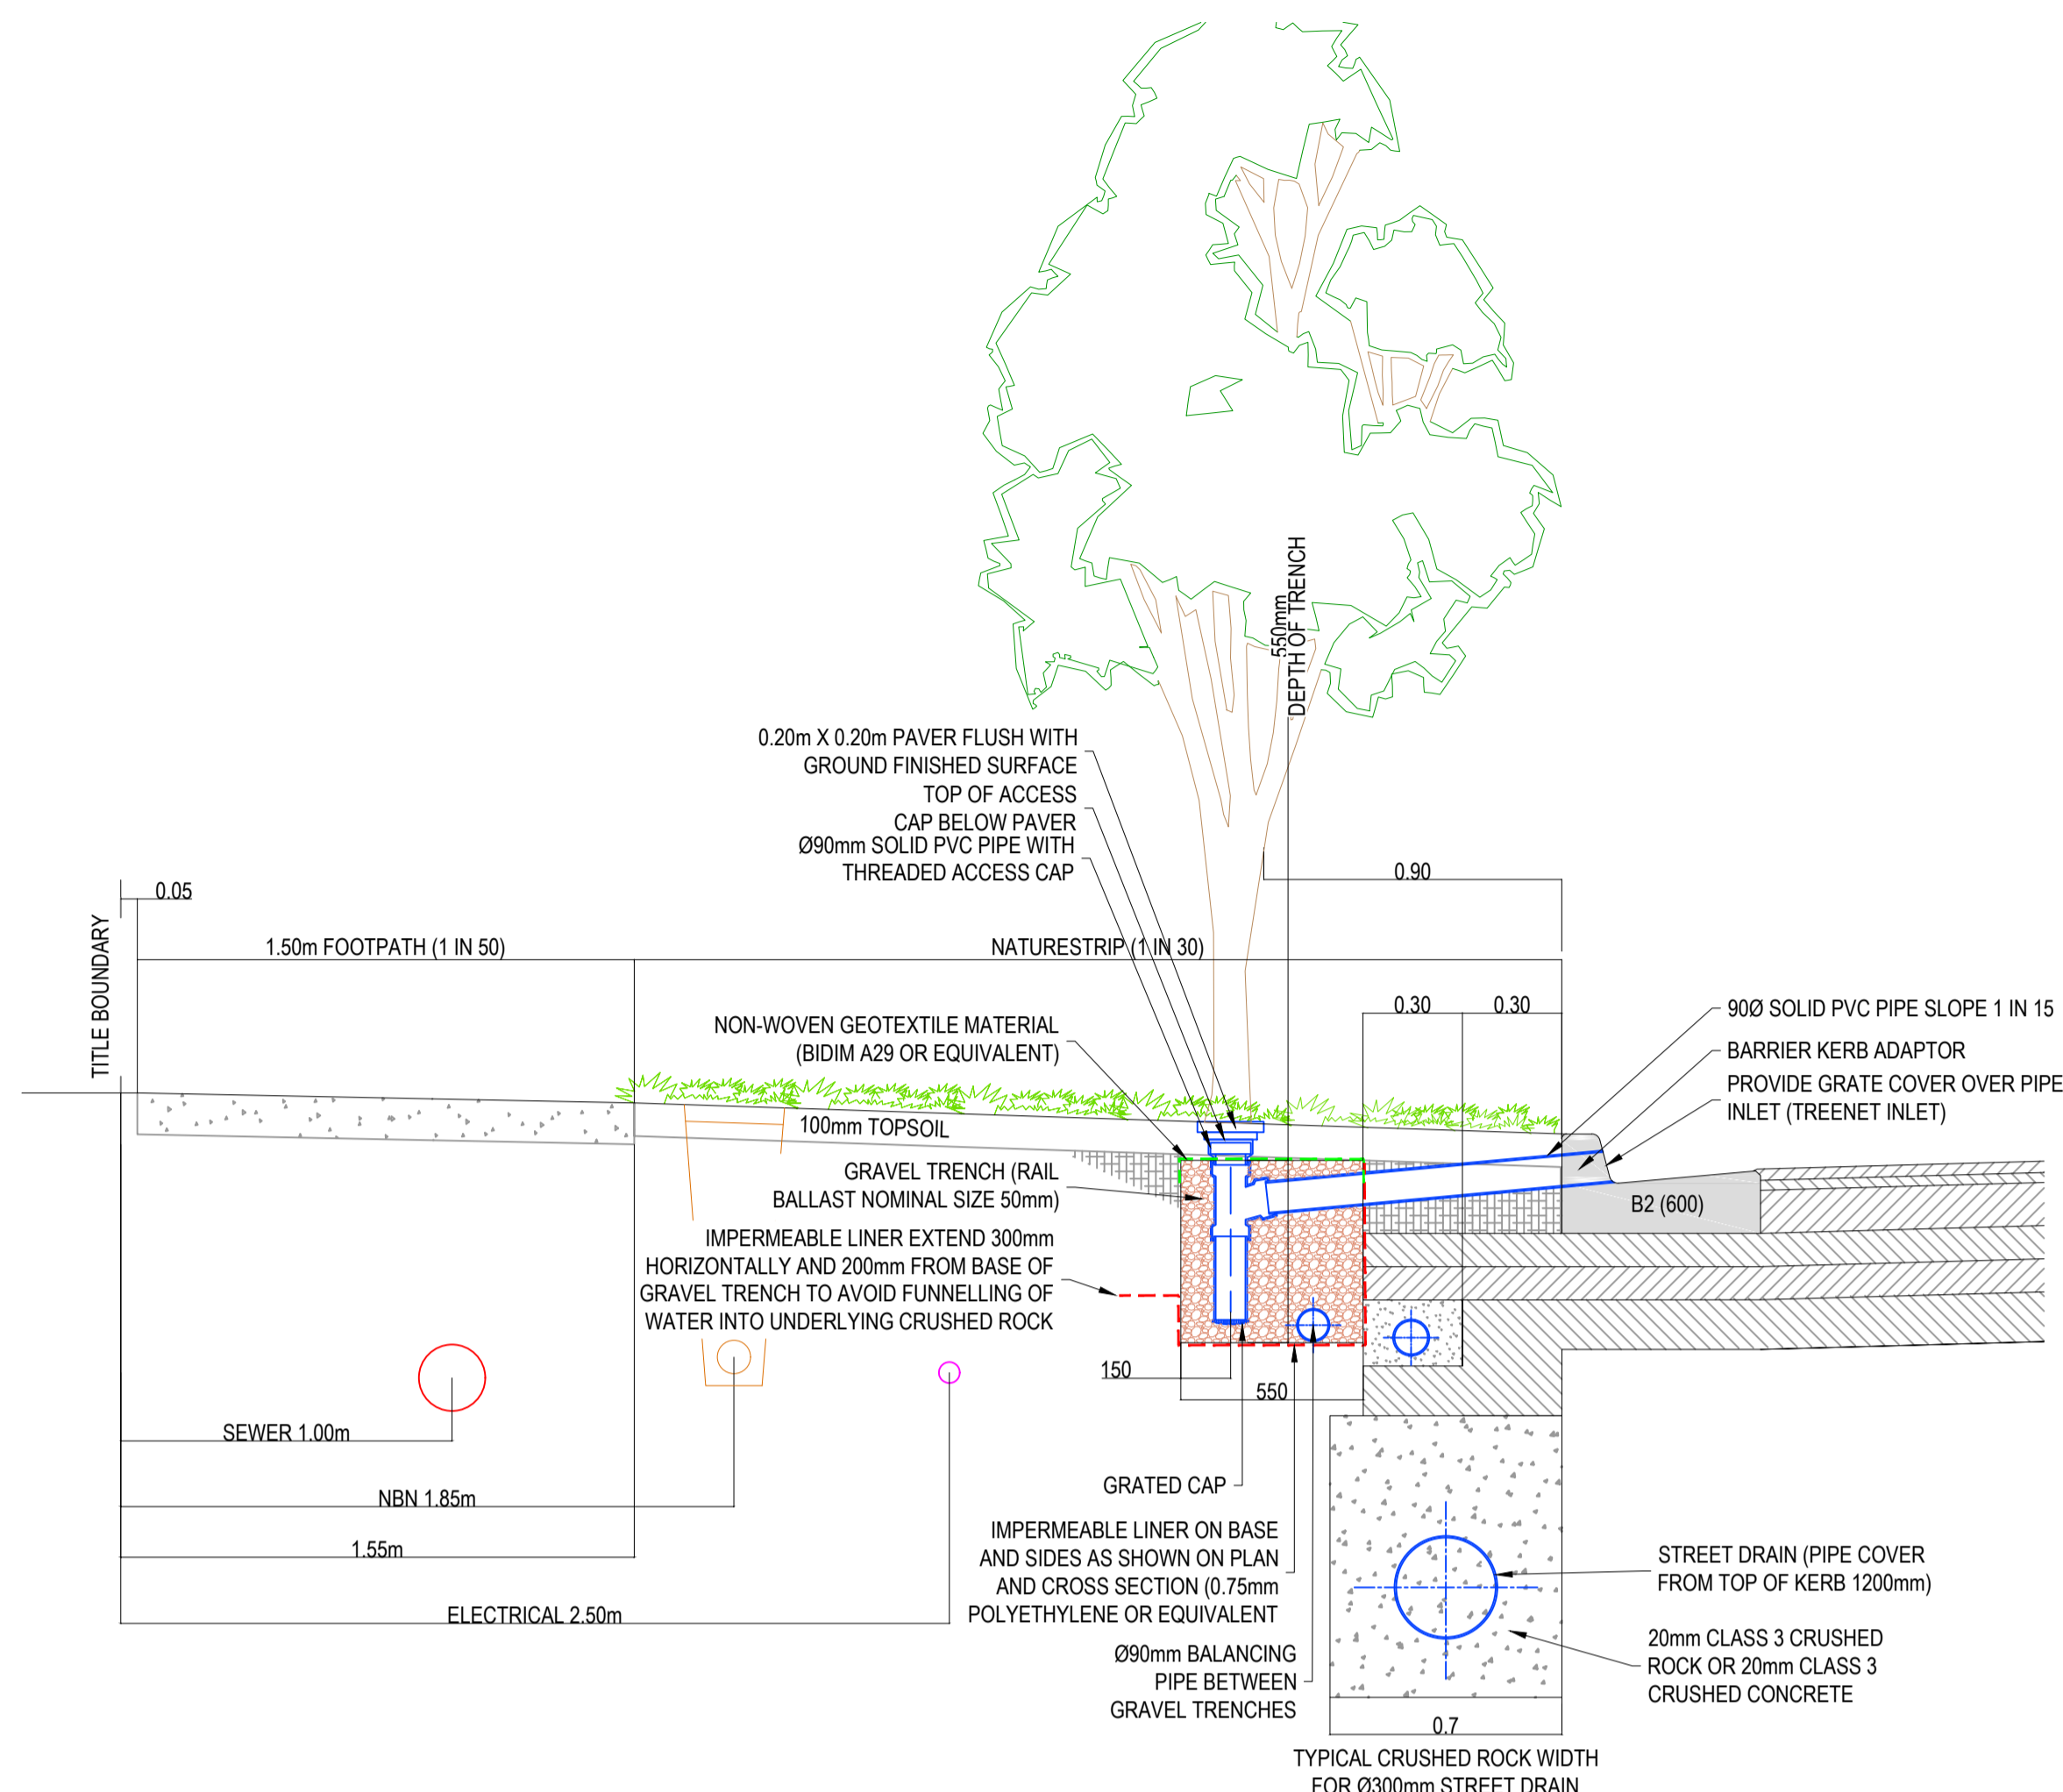 550mm
DEPTH OF TRENCH
0.20m X 0.20m PAVER FLUSH WITH
GROUND FINISHED SURFACE
TOP OF ACCESS
CAP BELOW PAVER
Ø90mm SOLID PVC PIPE WITH
THREADED ACCESS CAP
0.90
0.05
TITLE BOUNDARY
1.50m FOOTPATH (1 IN 50)
NATURESTRIP (1 IN 30)
0.30
0.30
NON-WOVEN GEOTEXTILE MATERIAL
(BIDIM A29 OR EQUIVALENT)
90Ø SOLID PVC PIPE SLOPE 1 IN 15
BARRIER KERB ADAPTOR
PROVIDE GRATE COVER OVER PIPE
INLET (TREENET INLET)
100mm TOPSOIL
GRAVEL TRENCH (RAIL
BALLAST NOMINAL SIZE 50mm)
B2 (600)
IMPERMEABLE LINER EXTEND 300mm
HORIZONTALLY AND 200mm FROM BASE OF
GRAVEL TRENCH TO AVOID FUNNELLING OF
WATER INTO UNDERLYING CRUSHED ROCK
150
550
SEWER 1.00m
NBN 1.85m
1.55m
ELECTRICAL 2.50m
GRATED CAP
IMPERMEABLE LINER ON BASE
AND SIDES AS SHOWN ON PLAN
AND CROSS SECTION (0.75mm
POLYETHYLENE OR EQUIVALENT
Ø90mm BALANCING
PIPE BETWEEN
GRAVEL TRENCHES
STREET DRAIN (PIPE COVER
FROM TOP OF KERB 1200mm)
20mm CLASS 3 CRUSHED
ROCK OR 20mm CLASS 3
CRUSHED CONCRETE
0.7
TYPICAL CRUSHED ROCK WIDTH
FOR Ø300mm STREET DRAIN